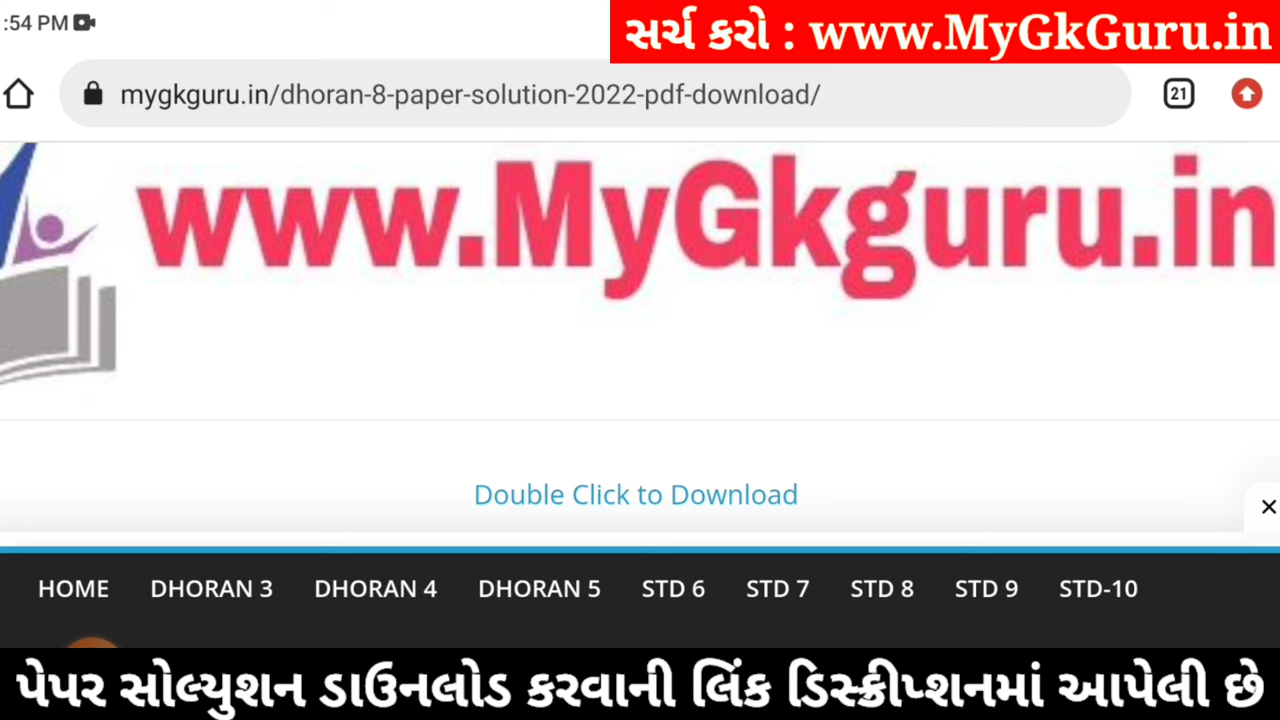 :54 PM
સર્ચ કરો : www.MyGkGuru.in
mygkguru.in/dhoran-8-paper-solution-2022-pdf-download/
21
www.MyGkguru.in
Double Click to Download
×
HOME DHORAN 3 DHORAN 4 DHORAN 5 STD 6 STD 7 STD 8 STD 9 STD-10
પેપર સોલ્યુશન ડાઉનલોડ કરવાની લિંક ડિસ્ક્રીપ્શનમાં આપેલી છે